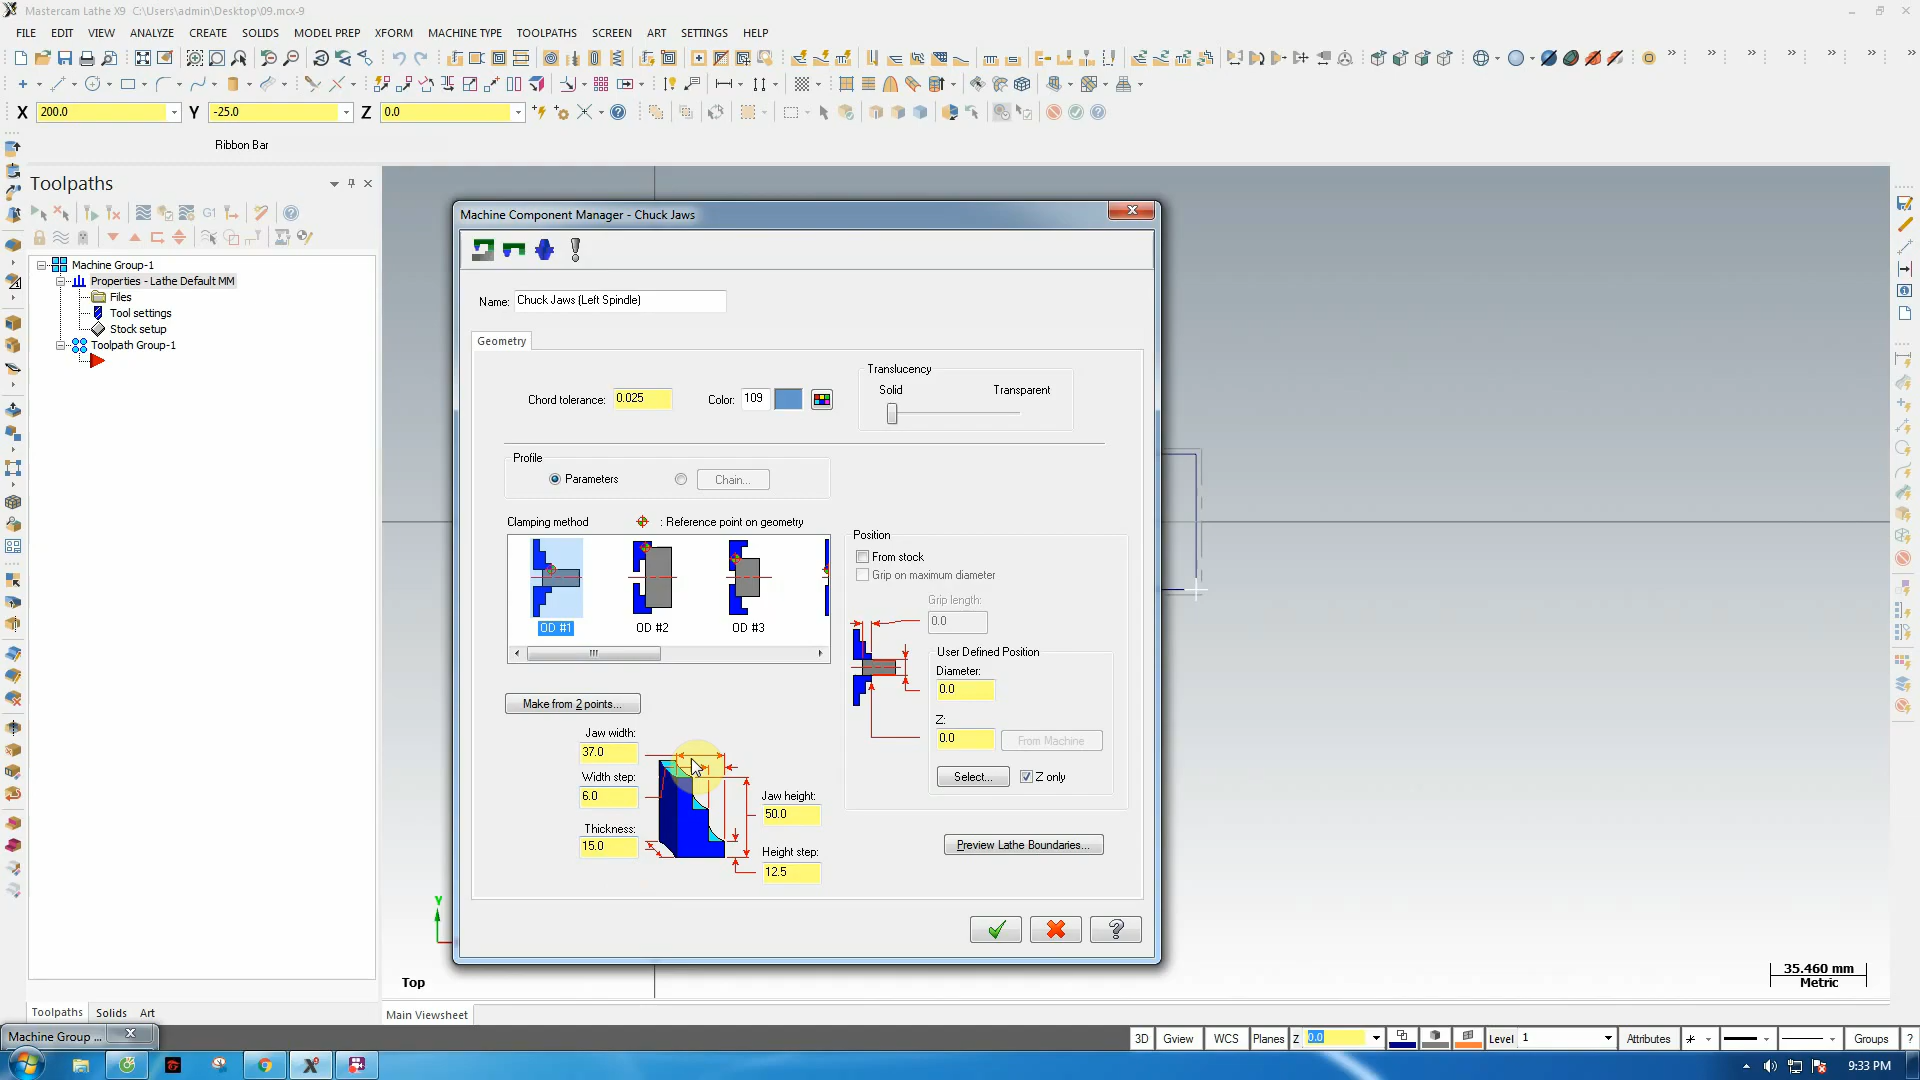 Mastercam Lathe X9 C:\Users\admin\Desktop\09.mcx-9
FILE EDIT VIEW ANALYZE CREATE SOLIDS MODEL PREP XFORM MACHINE TYPE TOOLPATHS SCREEN ART SETTINGS HELP
X 200.0 Y -25.0 Z 0.0
Ribbon Bar
Toolpaths
G1
Machine Group-1
Properties - Lathe Default MM
Files
Tool settings
Stock setup
Toolpath Group-1
Machine Component Manager - Chuck Jaws
Name: Chuck Jaws (Left Spindle)
Geometry
Chord tolerance: 0.025
Color: 109
Translucency
Solid Transparent
Profile
Parameters
Chain...
Clamping method
: Reference point on geometry
OD #1 OD #2 OD #3
Make from 2 points...
Jaw width:
37.0
Width step:
6.0
Thickness:
15.0
Jaw height:
50.0
Height step:
12.5
Position
From stock
Grip on maximum diameter
Grip length:
0.0
User Defined Position
Diameter:
0.0
Z:
0.0
From Machine
Select...
Z only
Preview Lathe Boundaries...
Y
Top
35.460 mm
Metric
Toolpaths Solids Art
Main Viewsheet
Machine Group ...
3D Gview WCS Planes Z 0.0 Level 1 Attributes Groups ?
9:33 PM